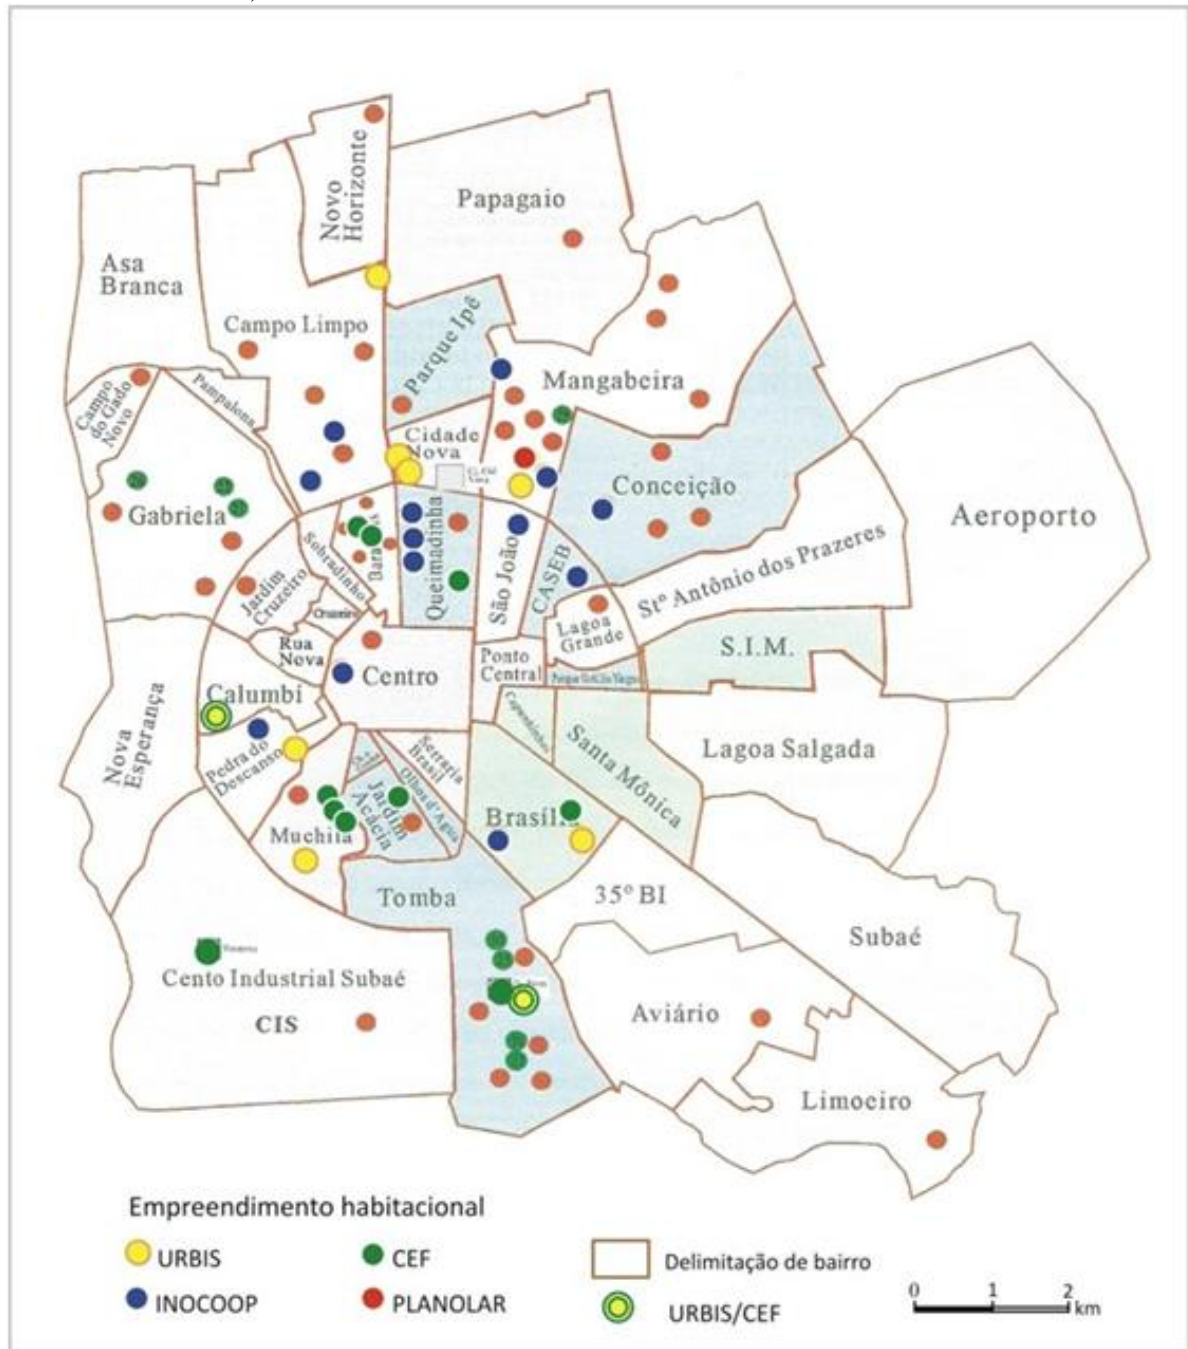 Novo
Horizonte
Papagaio
Asa
Branca
Campo Limpo
Parque Ipê
Mangabeira
Campo
do Gado
Novo
Pampalona
Cidade
Nova
Conceição
Gabriela
Aeroporto
Sobradinho
Bara
Queimadinha
São João
CASEB
Stº Antônio dos Prazeres
Jardim
Cruzeiro
Cruzeiro
Lagoa
Grande
Rua
Nova
Centro
Ponto
Central
S.I.M.
Calumbí
Nova
Esperança
Pedra do
Descanso
Serraria
Brasil
Olhos d'Agua
Santa Mônica
Lagoa Salgada
Jardim
Acácia
Muchila
Brasília
Tomba
35º BI
Subaé
Cento Industrial Subaé
CIS
Aviário
Limoeiro
Empreendimento habitacional
URBIS
CEF
Delimitação de bairro
INOCOOP
PLANOLAR
URBIS/CEF
0 1 2
km